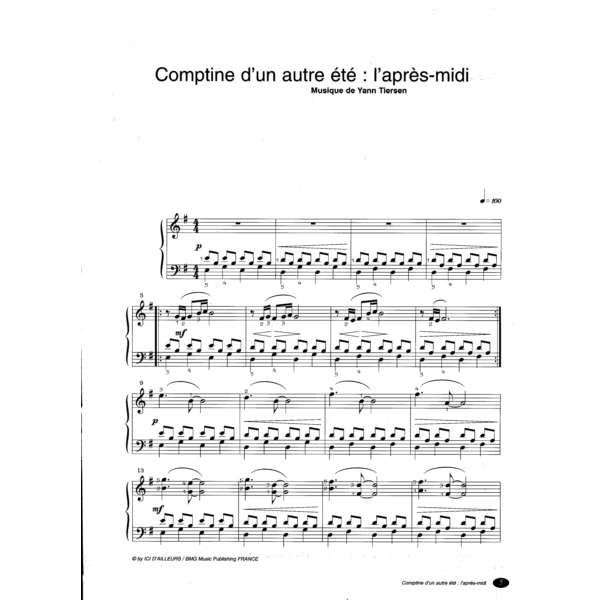 Comptine d'un autre été : l'après-midi
Musique de Yann Tiersen
= 100
p
5
mf
9
13
mf
© by ICI D'AILLEURS / BMG Music Publishing FRANCE
Comptine d'un autre été : l'après-midi